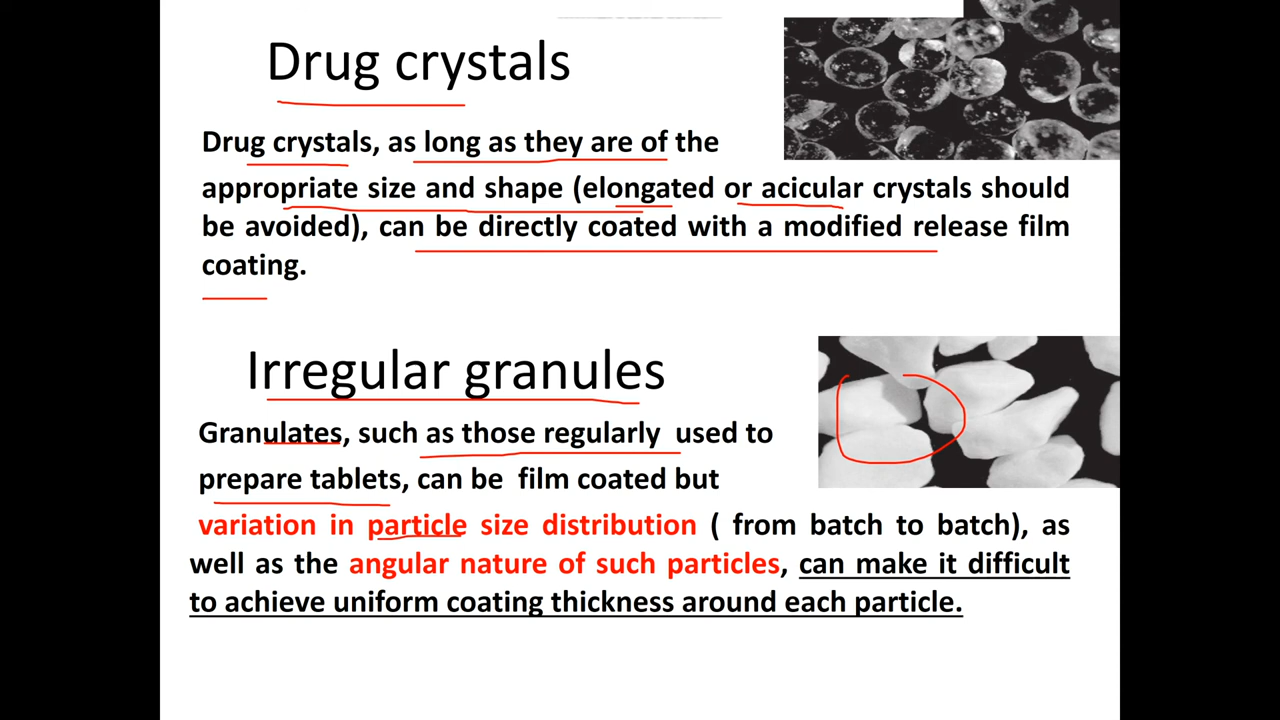 Drug crystals
Drug crystals, as long as they are of the
appropriate size and shape (elongated or acicular crystals should
be avoided), can be directly coated with a modified release film
coating.
Irregular granules
Granulates, such as those regularly used to
prepare tablets, can be film coated but
variation in particle size distribution ( from batch to batch), as
well as the angular nature of such particles, can make it difficult
to achieve uniform coating thickness around each particle.